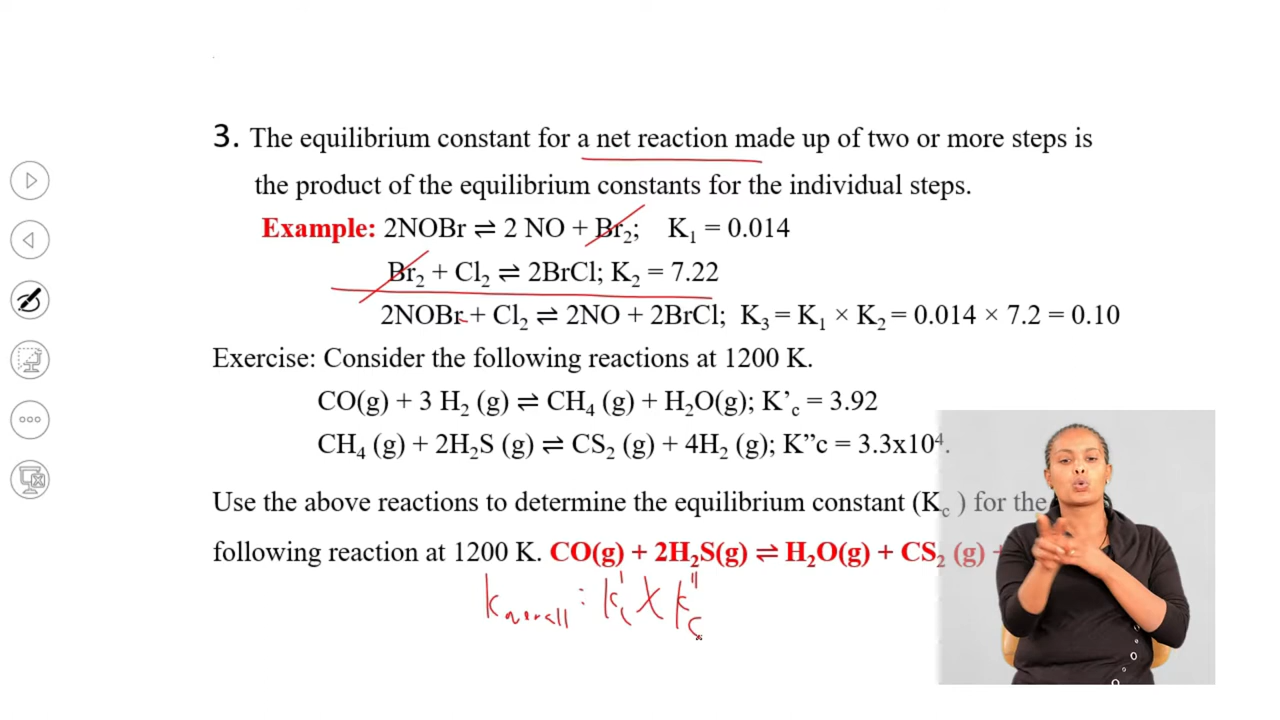 3. The equilibrium constant for a net reaction made up of two or more steps is
the product of the equilibrium constants for the individual steps.
Example: 2NOBr ⇌ 2 NO + Br₂; K₁ = 0.014
Br₂ + Cl₂ ⇌ 2BrCl; K₂ = 7.22
2NOBr + Cl₂ ⇌ 2NO + 2BrCl; K₃ = K₁ × K₂ = 0.014 × 7.2 = 0.10
Exercise: Consider the following reactions at 1200 K.
CO(g) + 3 H₂ (g) ⇌ CH₄ (g) + H₂O(g); K’c = 3.92
CH₄ (g) + 2H₂S (g) ⇌ CS₂ (g) + 4H₂ (g); K”c = 3.3x10⁴.
Use the above reactions to determine the equilibrium constant (Kc ) for the
following reaction at 1200 K. CO(g) + 2H₂S(g) ⇌ H₂O(g) + CS₂ (g) +
Koverall : K'c X K"c